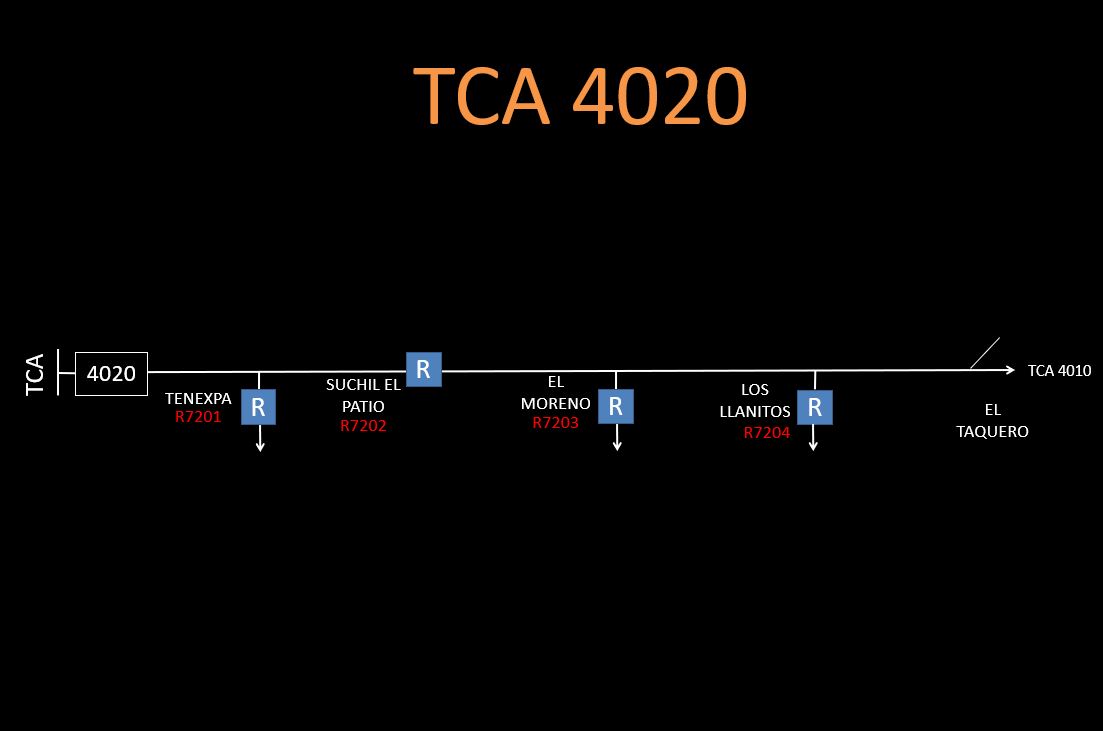 TCA 4020
TCA
4020
TENEXPA
R7201
R
SUCHIL EL
PATIO
R7202
R
EL
MORENO
R7203
R
LOS
LLANITOS
R7204
R
TCA 4010
EL
TAQUERO